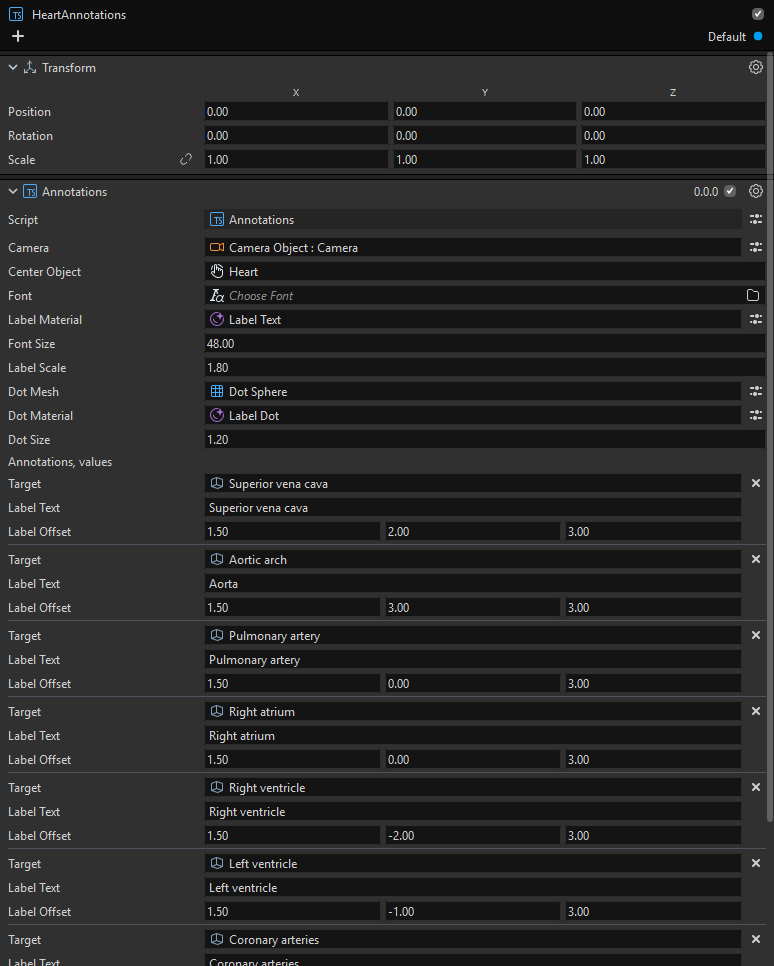 TS HeartAnnotations
Default
Transform
X Y Z
Position 0.00 0.00 0.00
Rotation 0.00 0.00 0.00
Scale 1.00 1.00 1.00
TS Annotations 0.0.0
Script TS Annotations
Camera Camera Object : Camera
Center Object Heart
Font Choose Font
Label Material Label Text
Font Size 48.00
Label Scale 1.80
Dot Mesh Dot Sphere
Dot Material Label Dot
Dot Size 1.20
Annotations, values
Target Superior vena cava
Label Text Superior vena cava
Label Offset 1.50 2.00 3.00
Target Aortic arch
Label Text Aorta
Label Offset 1.50 3.00 3.00
Target Pulmonary artery
Label Text Pulmonary artery
Label Offset 1.50 0.00 3.00
Target Right atrium
Label Text Right atrium
Label Offset 1.50 0.00 3.00
Target Right ventricle
Label Text Right ventricle
Label Offset 1.50 -2.00 3.00
Target Left ventricle
Label Text Left ventricle
Label Offset 1.50 -1.00 3.00
Target Coronary arteries
Label Text Coronary arteries